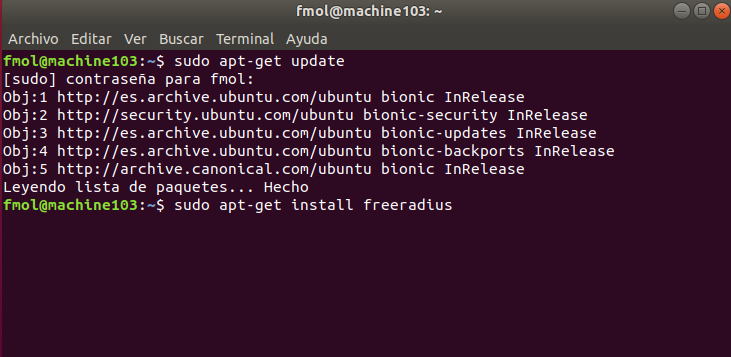 fmol@machine103: ~
Archivo Editar Ver Buscar Terminal Ayuda
fmol@machine103:~$ sudo apt-get update
[sudo] contraseña para fmol:
Obj:1 http://es.archive.ubuntu.com/ubuntu bionic InRelease
Obj:2 http://security.ubuntu.com/ubuntu bionic-security InRelease
Obj:3 http://es.archive.ubuntu.com/ubuntu bionic-updates InRelease
Obj:4 http://es.archive.ubuntu.com/ubuntu bionic-backports InRelease
Obj:5 http://archive.canonical.com/ubuntu bionic InRelease
Leyendo lista de paquetes... Hecho
fmol@machine103:~$ sudo apt-get install freeradius